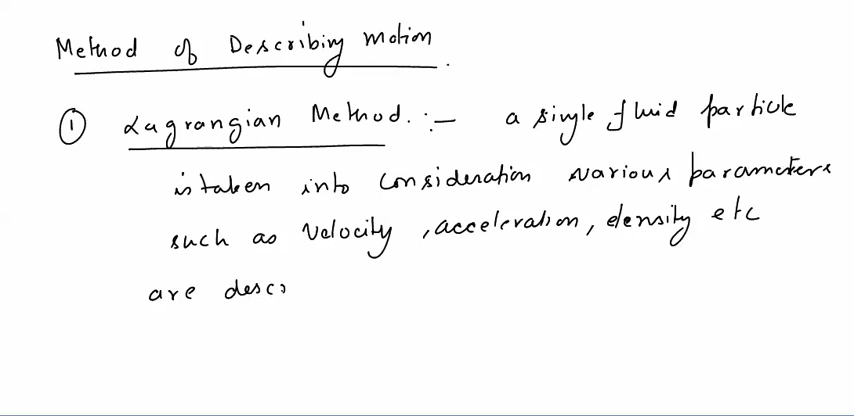 Method of Describing motion.
① Lagrangian Method. :- a single fluid particle
is taken into consideration various parameters
such as velocity, acceleration, density etc
are desc